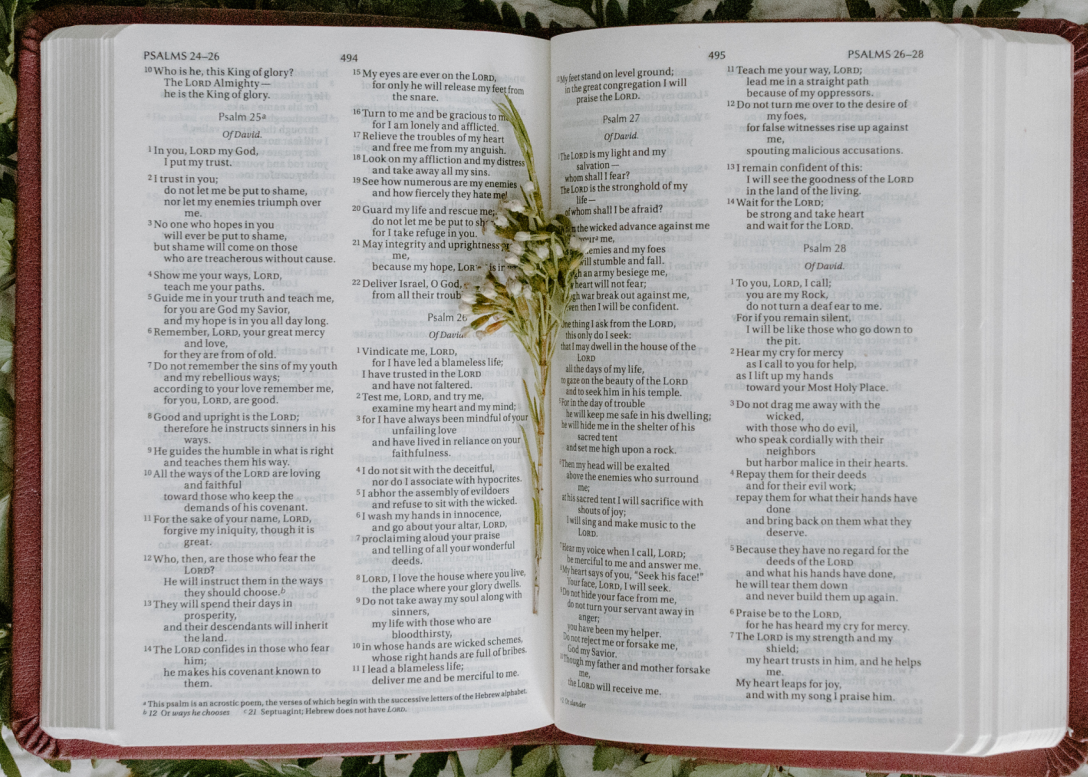 PSALMS 24–26
494
10 Who is he, this King of glory?
The LORD Almighty—
he is the King of glory.
Psalm 25a
Of David.
1 In you, LORD my God,
I put my trust.
2 I trust in you;
do not let me be put to shame,
nor let my enemies triumph over
me.
3 No one who hopes in you
will ever be put to shame,
but shame will come on those
who are treacherous without cause.
4 Show me your ways, LORD,
teach me your paths.
5 Guide me in your truth and teach me,
for you are God my Savior,
and my hope is in you all day long.
6 Remember, LORD, your great mercy
and love,
for they are from of old.
7 Do not remember the sins of my youth
and my rebellious ways;
according to your love remember me,
for you, LORD, are good.
8 Good and upright is the LORD;
therefore he instructs sinners in his
ways.
9 He guides the humble in what is right
and teaches them his way.
10 All the ways of the LORD are loving
and faithful
toward those who keep the
demands of his covenant.
11 For the sake of your name, LORD,
forgive my iniquity, though it is
great.
12 Who, then, are those who fear the
LORD?
He will instruct them in the ways
they should choose.b
13 They will spend their days in
prosperity,
and their descendants will inherit
the land.
14 The LORD confides in those who fear
him;
he makes his covenant known to
them.
15 My eyes are ever on the LORD,
for only he will release my feet from
the snare.
16 Turn to me and be gracious to
for I am lonely and afflicted.
17 Relieve the troubles of my heart
and free me from my anguish.
18 Look on my affliction and my distress
and take away all my sins.
19 See how numerous are my enemies
and how fiercely they hate me!
20 Guard my life and rescue me;
do not let me be put to
for I take refuge in you.
21 May integrity and uprightness
me,
because my hope, LORD, is in
22 Deliver Israel, O God,
from all their
Psalm 26
Of David.
1 Vindicate me, LORD,
for I have led a blameless life;
I have trusted in the LORD
and have not faltered.
2 Test me, LORD, and try me,
examine my heart and my mind;
3 for I have always been mindful of your
unfailing love
and have lived in reliance on your
faithfulness.
4 I do not sit with the deceitful,
nor do I associate with hypocrites.
5 I abhor the assembly of evildoers
and refuse to sit with the wicked.
6 I wash my hands in innocence,
and go about your altar, LORD,
7 proclaiming aloud your praise
and telling of all your wonderful
deeds.
8 LORD, I love the house where you live,
the place where your glory dwells.
9 Do not take away my soul along with
sinners,
my life with those who are
bloodthirsty,
10 in whose hands are wicked schemes,
whose right hands are full of bribes.
11 I lead a blameless life;
deliver me and be merciful to me.
a This psalm is an acrostic poem, the verses of which begin with the successive letters of the Hebrew alphabet.
b 12 Or ways he chooses c 21 Septuagint; Hebrew does not have LORD.
495
PSALMS 26–28
My feet stand on level ground;
in the great congregation I will
praise the LORD.
Psalm 27
Of David.
1 The LORD is my light and my
salvation—
whom shall I fear?
The LORD is the stronghold of my
life—
of whom shall I be afraid?
the wicked advance against me
me,
enemies and my foes
will stumble and fall.
an army besiege me,
heart will not fear;
war break out against me,
even then I will be confident.
One thing I ask from the LORD,
this only do I seek:
that I may dwell in the house of the
LORD
all the days of my life,
to gaze on the beauty of the LORD
and to seek him in his temple.
For in the day of trouble
he will keep me safe in his dwelling;
he will hide me in the shelter of his
sacred tent
and set me high upon a rock.
Then my head will be exalted
above the enemies who surround
me;
at his sacred tent I will sacrifice with
shouts of joy;
I will sing and make music to the
LORD.
Hear my voice when I call, LORD;
be merciful to me and answer me.
My heart says of you, "Seek his face!"
Your face, LORD, I will seek.
Do not hide your face from me,
do not turn your servant away in
anger;
you have been my helper.
Do not reject me or forsake me,
God my Savior.
Though my father and mother forsake
me,
the LORD will receive me.
Or slander
11 Teach me your way, LORD;
lead me in a straight path
because of my oppressors.
12 Do not turn me over to the desire of
my foes,
for false witnesses rise up against
me,
spouting malicious accusations.
13 I remain confident of this:
I will see the goodness of the LORD
in the land of the living.
14 Wait for the LORD;
be strong and take heart
and wait for the LORD.
Psalm 28
Of David.
1 To you, LORD, I call;
you are my Rock,
do not turn a deaf ear to me.
For if you remain silent,
I will be like those who go down to
the pit.
2 Hear my cry for mercy
as I call to you for help,
as I lift up my hands
toward your Most Holy Place.
3 Do not drag me away with the
wicked,
with those who do evil,
who speak cordially with their
neighbors
but harbor malice in their hearts.
4 Repay them for their deeds
and for their evil work;
repay them for what their hands have
done
and bring back on them what they
deserve.
5 Because they have no regard for the
deeds of the LORD
and what his hands have done,
he will tear them down
and never build them up again.
6 Praise be to the LORD,
for he has heard my cry for mercy.
7 The LORD is my strength and my
shield;
my heart trusts in him, and he helps
me.
My heart leaps for joy,
and with my song I praise him.